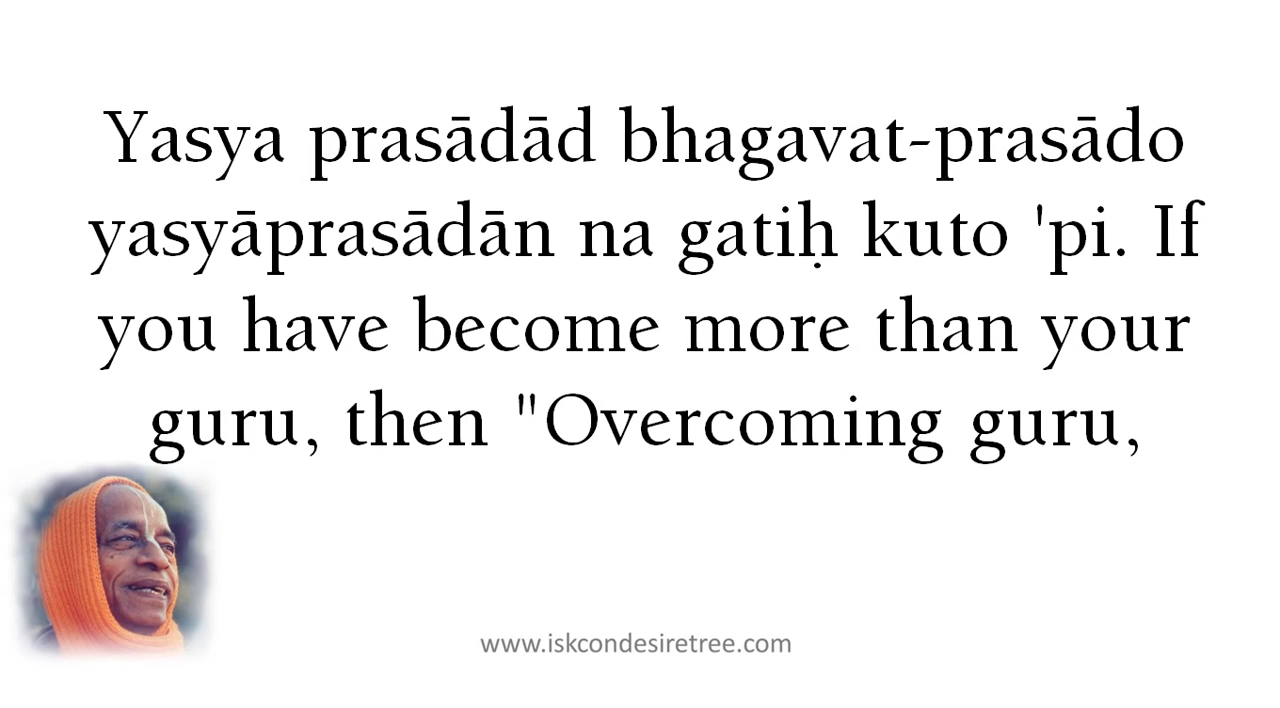 Yasya prasādād bhagavat-prasādo
yasyāprasādān na gatiḥ kuto 'pi. If
you have become more than your
guru, then "Overcoming guru,
www.iskcondesiretree.com